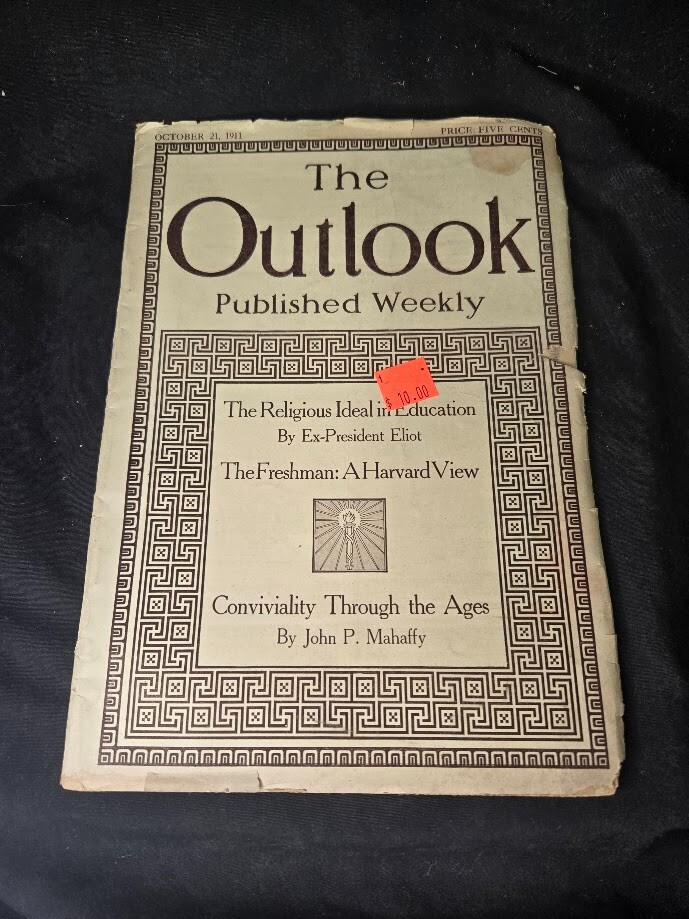 OCTOBER 21, 1911
PRICE FIVE CENTS
The
Outlook
Published Weekly
$ 10.00
The Religious Ideal in Education
By Ex-President Eliot
The Freshman: A Harvard View
Conviviality Through the Ages
By John P. Mahaffy